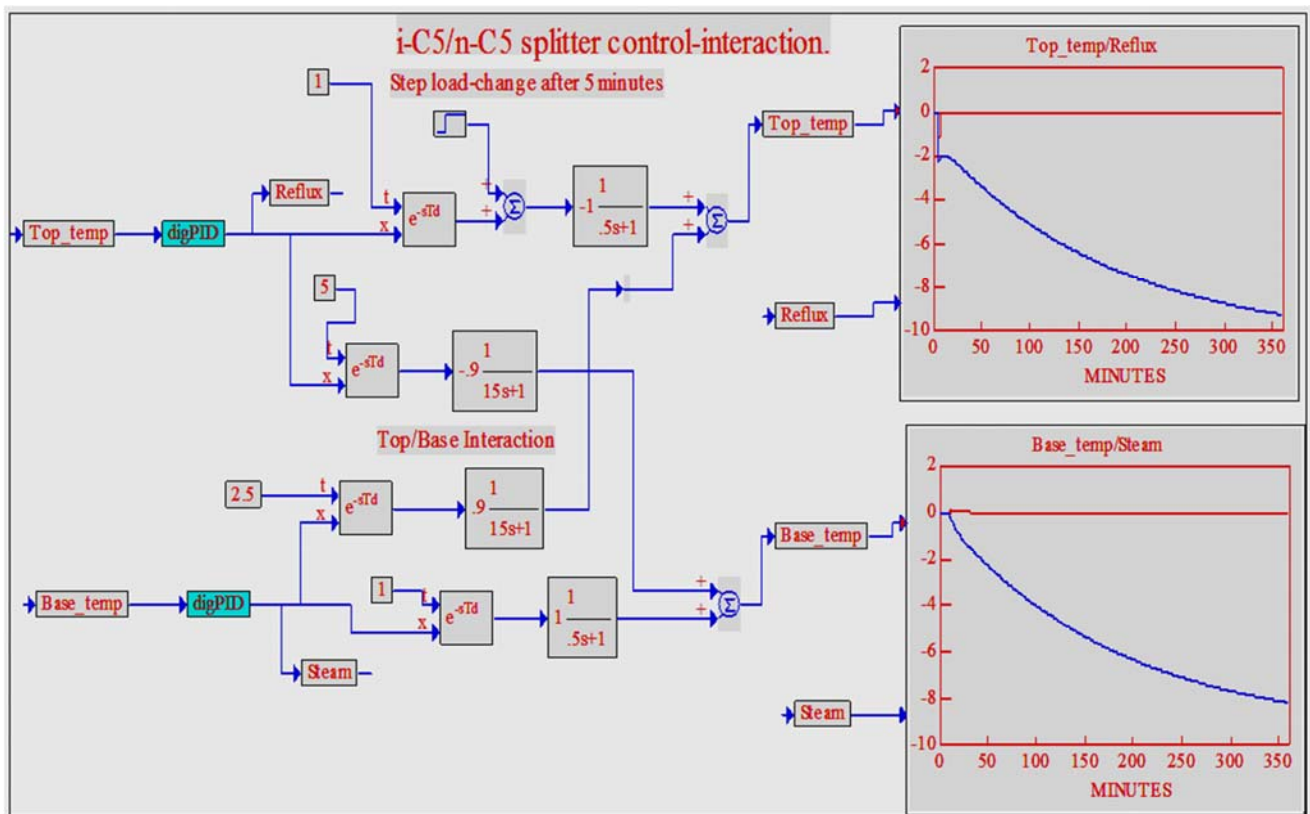 i-C5/n-C5 splitter control-interaction.
Step load-change after 5 minutes
1
Reflux
t
x
e-sTd
+
+
Σ
-1 1
.5s+1
+
+
Σ
Top_temp
Top_temp
digPID
5
t
x
e-sTd
-.9 1
15s+1
Reflux
Top/Base Interaction
2.5
t
x
e-sTd
.9 1
15s+1
Base_temp
digPID
1
t
x
e-sTd
1 1
.5s+1
+
+
Σ
Base_temp
Steam
Steam
Top_temp/Reflux
2
0
-2
-4
-6
-8
-10
0 50 100 150 200 250 300 350
MINUTES
Base_temp/Steam
2
0
-2
-4
-6
-8
-10
0 50 100 150 200 250 300 350
MINUTES